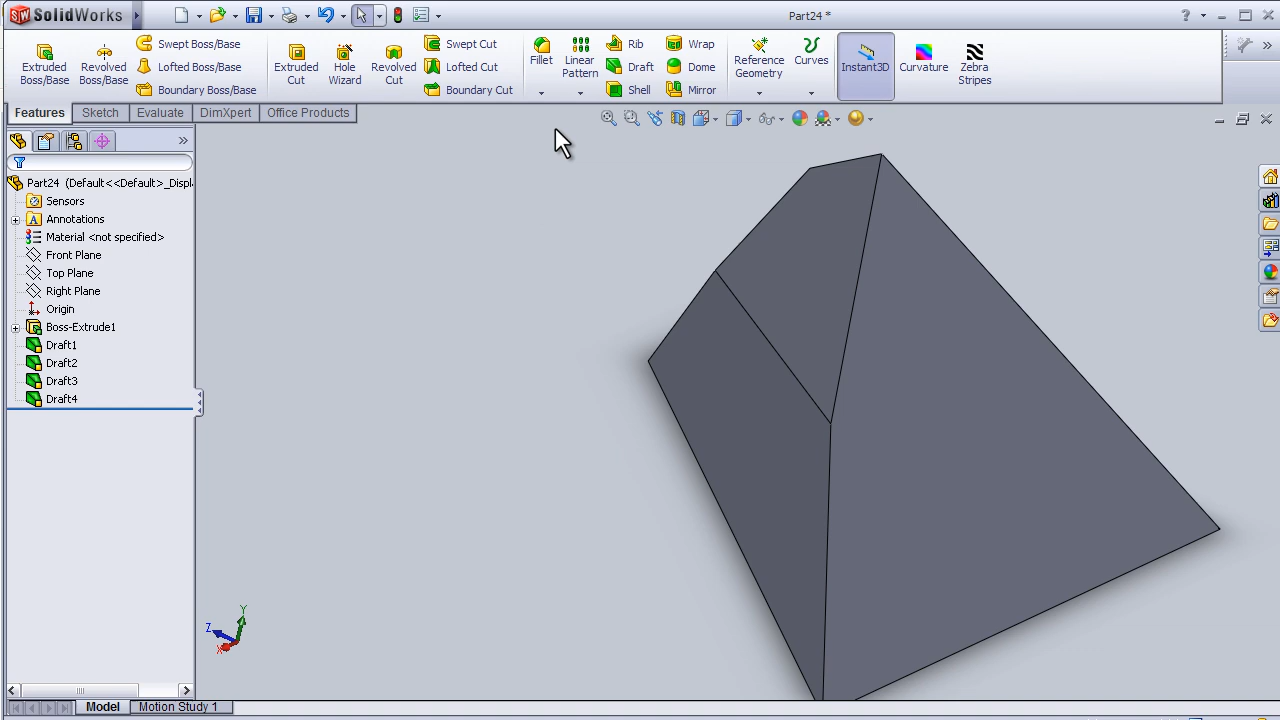 SolidWorks
Part24 *
?
Extruded Boss/Base
Revolved Boss/Base
Swept Boss/Base
Lofted Boss/Base
Boundary Boss/Base
Extruded Cut
Hole Wizard
Revolved Cut
Swept Cut
Lofted Cut
Boundary Cut
Fillet
Linear Pattern
Rib
Draft
Shell
Wrap
Dome
Mirror
Reference Geometry
Curves
Instant3D
Curvature
Zebra Stripes
Features
Sketch
Evaluate
DimXpert
Office Products
Part24 (Default<<Default>_Displ
Sensors
Annotations
Material <not specified>
Front Plane
Top Plane
Right Plane
Origin
Boss-Extrude1
Draft1
Draft2
Draft3
Draft4
Y
Z
X
Model
Motion Study 1